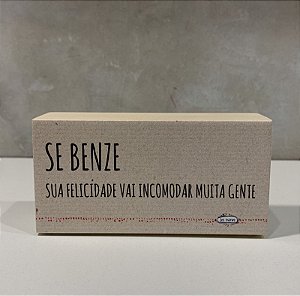 SE BENZE
SUA FELICIDADE VAI INCOMODAR MUITA GENTE